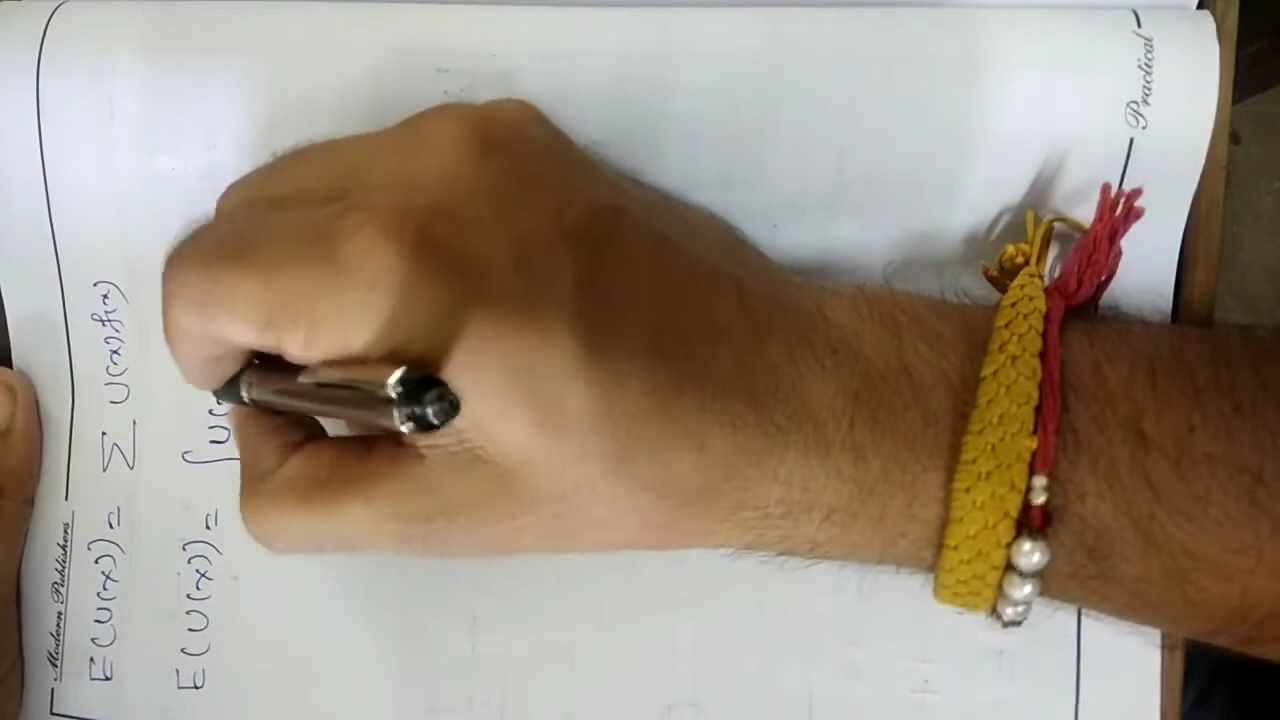 Modern Publishers
Practical
E(U(x)) = ∑ U(x) f(x)
E(U(x)) = ∫ U(